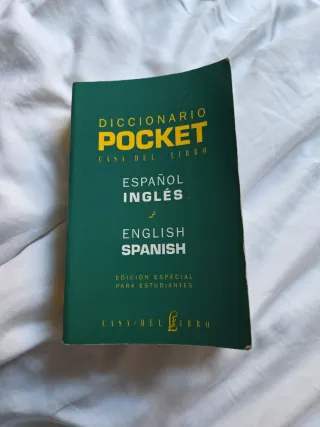 DICCIONARIO
POCKET
CASA DEL LIBRO
ESPAÑOL
INGLÉS
ENGLISH
SPANISH
EDICIÓN ESPECIAL
PARA ESTUDIANTES
CASA DEL LIBRO